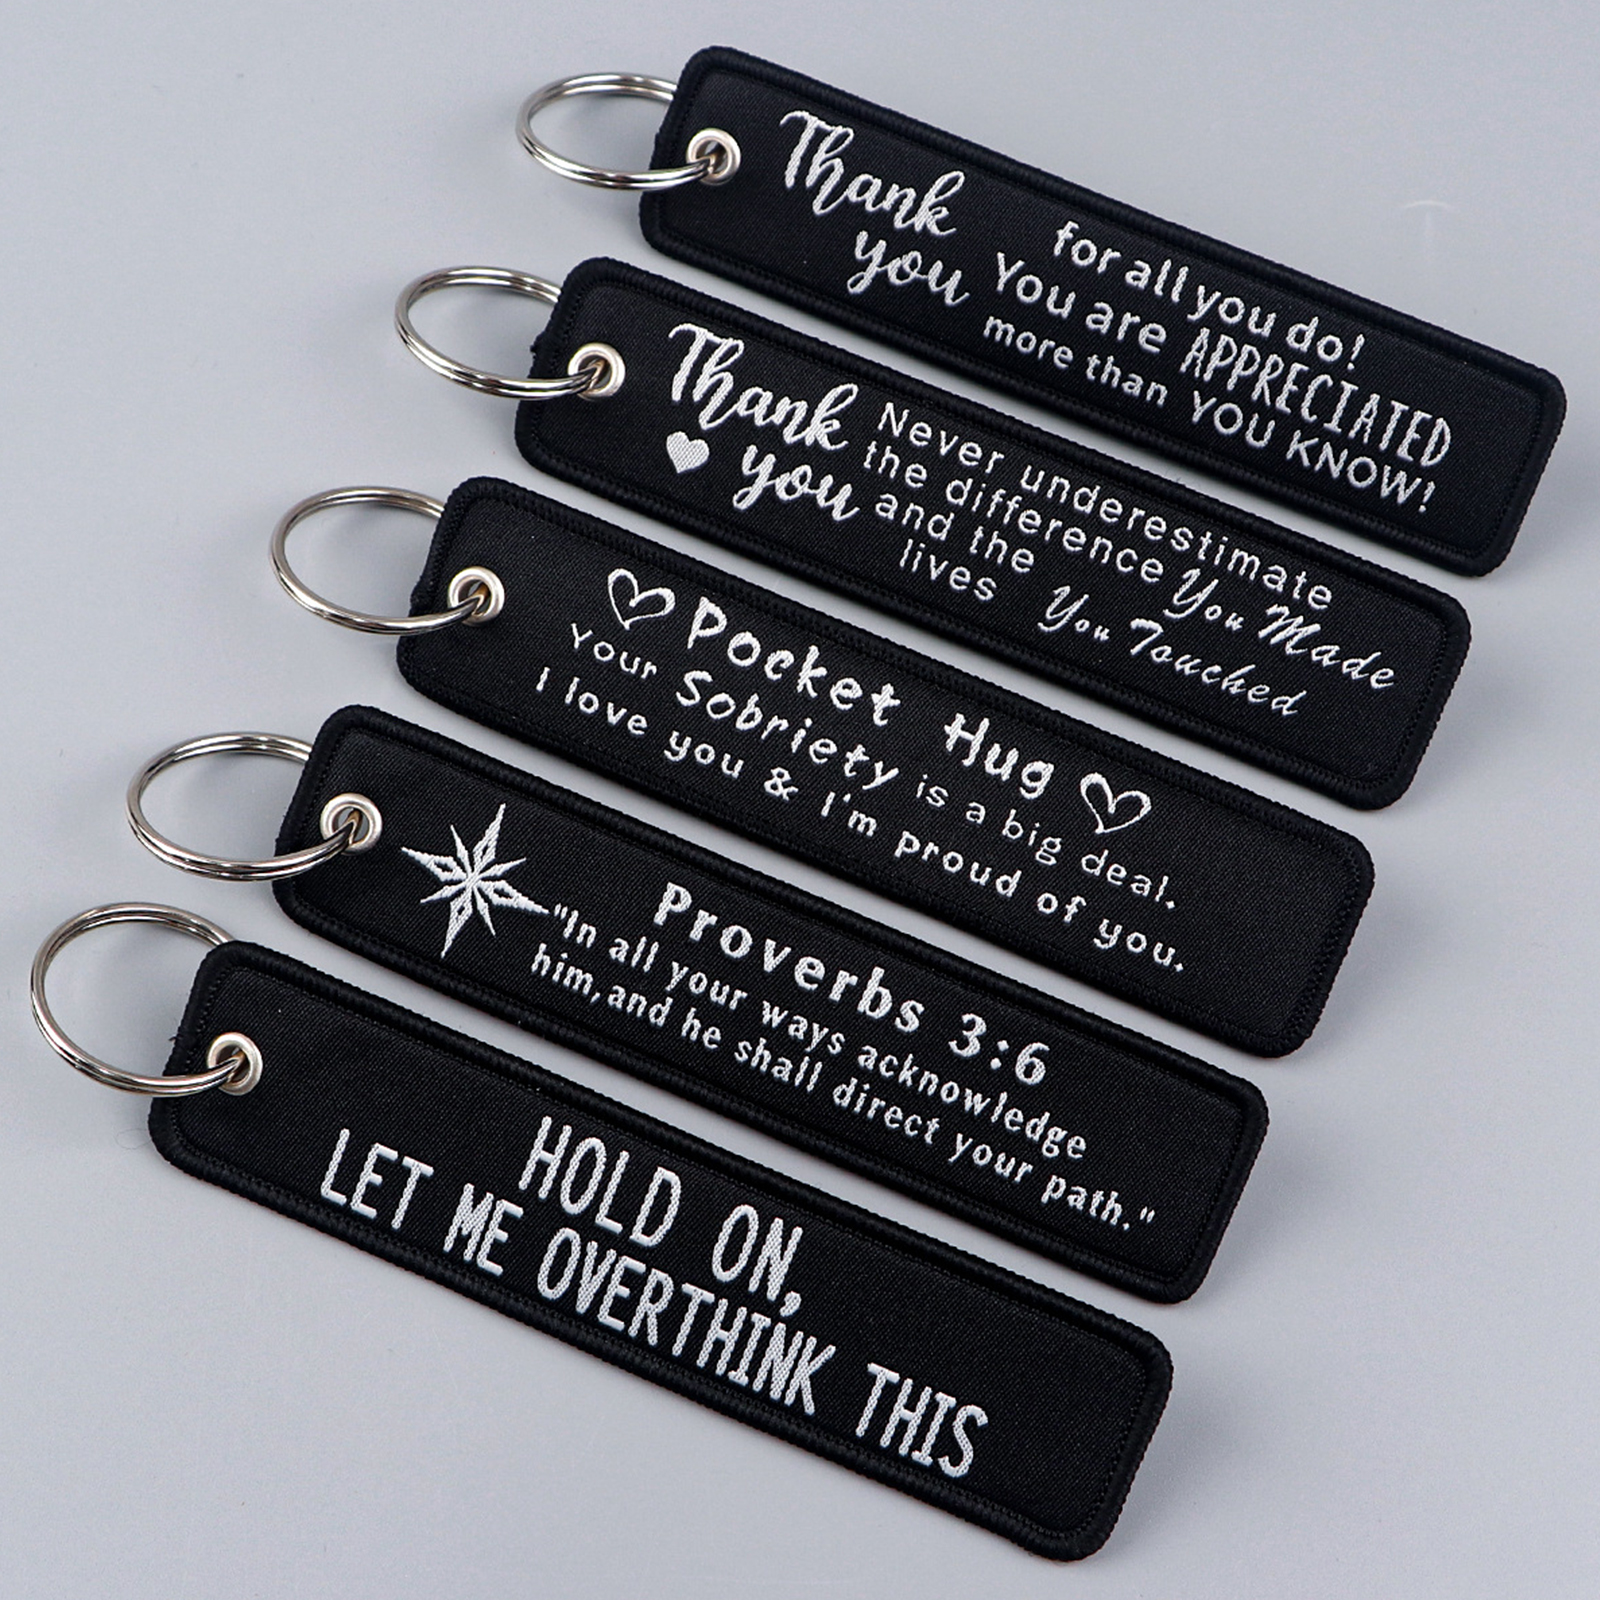 Thank
you
for all you do!
You are APPRECIATED
more than YOU KNOW!
Thank
you
Never underestimate
the difference You Made
and the
lives You Touched
Pocket Hug
Your Sobriety is a big deal.
I love you & I'm proud of you.
Proverbs 3:6
"In all your ways acknowledge
him, and he shall direct your path."
HOLD ON,
LET ME OVERTHINK THIS